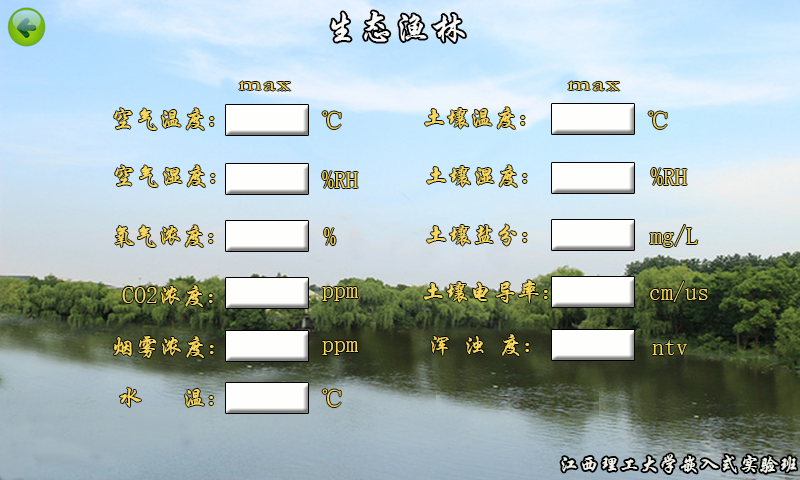 生态渔林
max max
空气温度: ℃ 土壤温度: ℃
空气湿度: %RH 土壤湿度: %RH
氧气浓度: % 土壤盐分: mg/L
CO2浓度: ppm 土壤电导率: cm/us
烟雾浓度: ppm 浑浊度: ntv
水温: ℃
江西理工大学嵌入式实验班